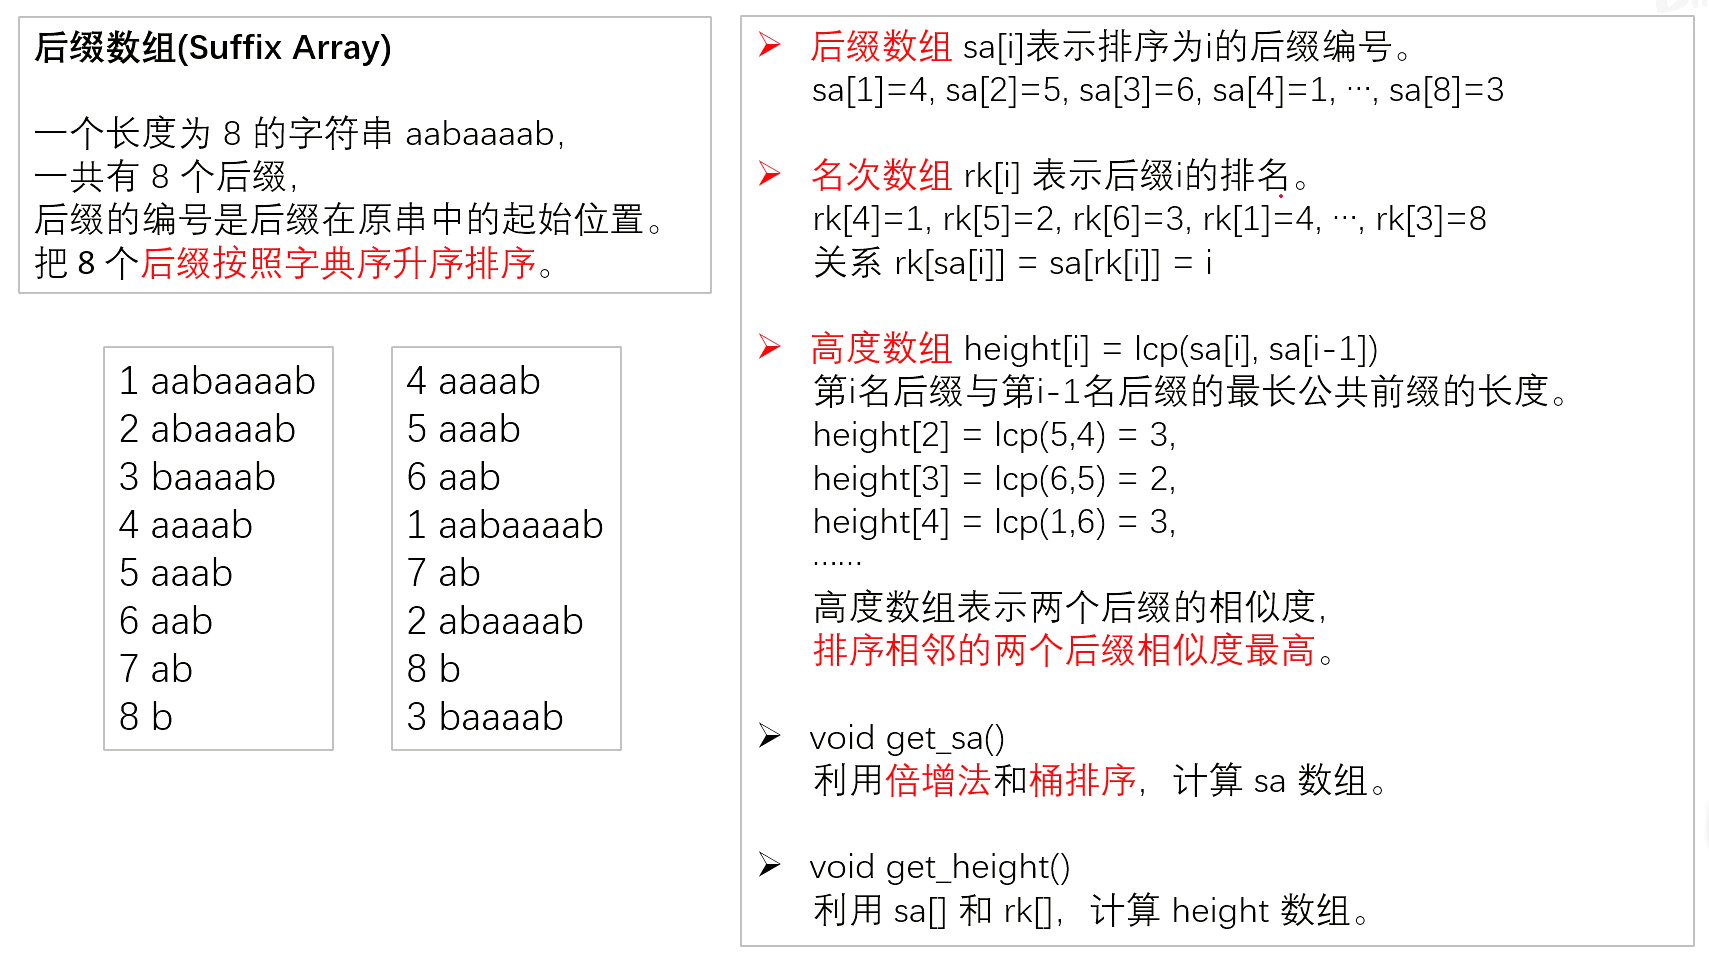 后缀数组(Suffix Array)
一个长度为 8 的字符串 aabaaaab,
一共有 8 个后缀,
后缀的编号是后缀在原串中的起始位置。
把 8 个后缀按照字典序升序排序。
1 aabaaaab
2 abaaaab
3 baaaab
4 aaaab
5 aaab
6 aab
7 ab
8 b
4 aaaab
5 aaab
6 aab
1 aabaaaab
7 ab
2 abaaaab
8 b
3 baaaab
➢ 后缀数组 sa[i]表示排序为i的后缀编号。
sa[1]=4, sa[2]=5, sa[3]=6, sa[4]=1, ⋯, sa[8]=3
➢ 名次数组 rk[i] 表示后缀i的排名。
rk[4]=1, rk[5]=2, rk[6]=3, rk[1]=4, ⋯, rk[3]=8
关系 rk[sa[i]] = sa[rk[i]] = i
➢ 高度数组 height[i] = lcp(sa[i], sa[i-1])
第i名后缀与第i-1名后缀的最长公共前缀的长度。
height[2] = lcp(5,4) = 3,
height[3] = lcp(6,5) = 2,
height[4] = lcp(1,6) = 3,
⋯⋯
高度数组表示两个后缀的相似度,
排序相邻的两个后缀相似度最高。
➢ void get_sa()
利用倍增法和桶排序，计算 sa 数组。
➢ void get_height()
利用 sa[] 和 rk[]，计算 height 数组。